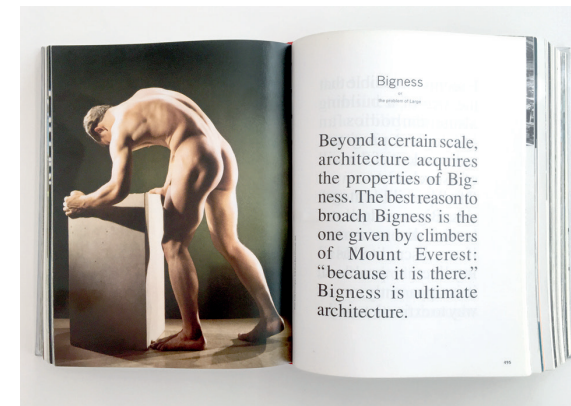 Bigness
or
the problem of Large
Beyond a certain scale,
architecture acquires
the properties of Big-
ness. The best reason to
broach Bigness is the
one given by climbers
of Mount Everest:
“because it is there.”
Bigness is ultimate
architecture.